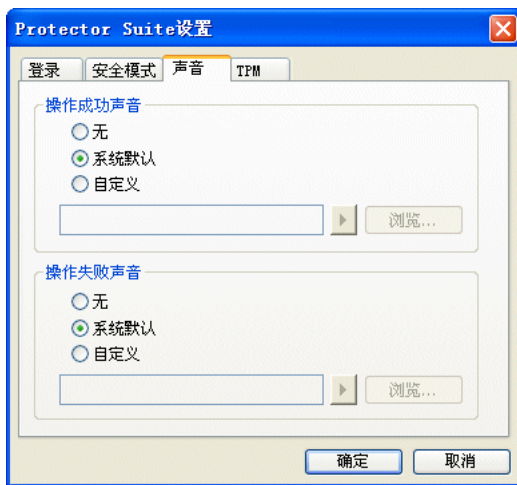 Protector Suite设置
登录 安全模式 声音 TPM
操作成功声音
无
系统默认
自定义
浏览...
操作失败声音
无
系统默认
自定义
浏览...
确定 取消